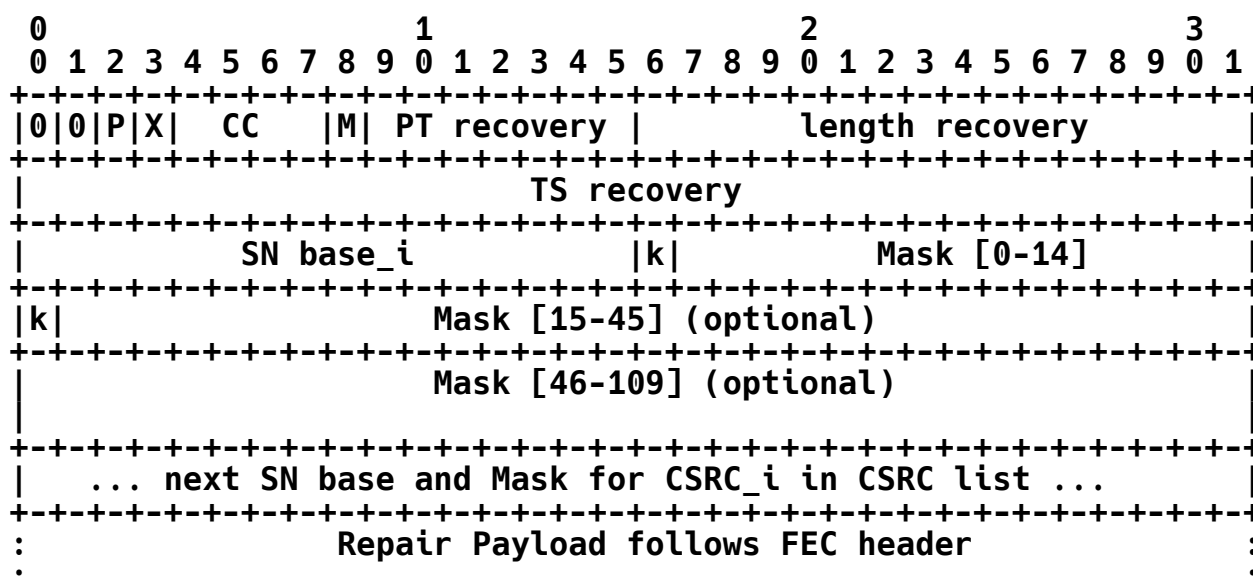 0                   1                   2                   3
 0 1 2 3 4 5 6 7 8 9 0 1 2 3 4 5 6 7 8 9 0 1 2 3 4 5 6 7 8 9 0 1
+-+-+-+-+-+-+-+-+-+-+-+-+-+-+-+-+-+-+-+-+-+-+-+-+-+-+-+-+-+-+-+-+
|0|0|P|X|  CC   |M| PT recovery |        length recovery        |
+-+-+-+-+-+-+-+-+-+-+-+-+-+-+-+-+-+-+-+-+-+-+-+-+-+-+-+-+-+-+-+-+
|                          TS recovery                          |
+-+-+-+-+-+-+-+-+-+-+-+-+-+-+-+-+-+-+-+-+-+-+-+-+-+-+-+-+-+-+-+-+
|           SN base_i           |k|          Mask [0-14]        |
+-+-+-+-+-+-+-+-+-+-+-+-+-+-+-+-+-+-+-+-+-+-+-+-+-+-+-+-+-+-+-+-+
|k|                   Mask [15-45] (optional)                   |
+-+-+-+-+-+-+-+-+-+-+-+-+-+-+-+-+-+-+-+-+-+-+-+-+-+-+-+-+-+-+-+-+
|                     Mask [46-109] (optional)                  |
|                                                               |
+-+-+-+-+-+-+-+-+-+-+-+-+-+-+-+-+-+-+-+-+-+-+-+-+-+-+-+-+-+-+-+-+
|   ... next SN base and Mask for CSRC_i in CSRC list ...       |
+-+-+-+-+-+-+-+-+-+-+-+-+-+-+-+-+-+-+-+-+-+-+-+-+-+-+-+-+-+-+-+-+
:                Repair Payload follows FEC header              :
:                                                               :